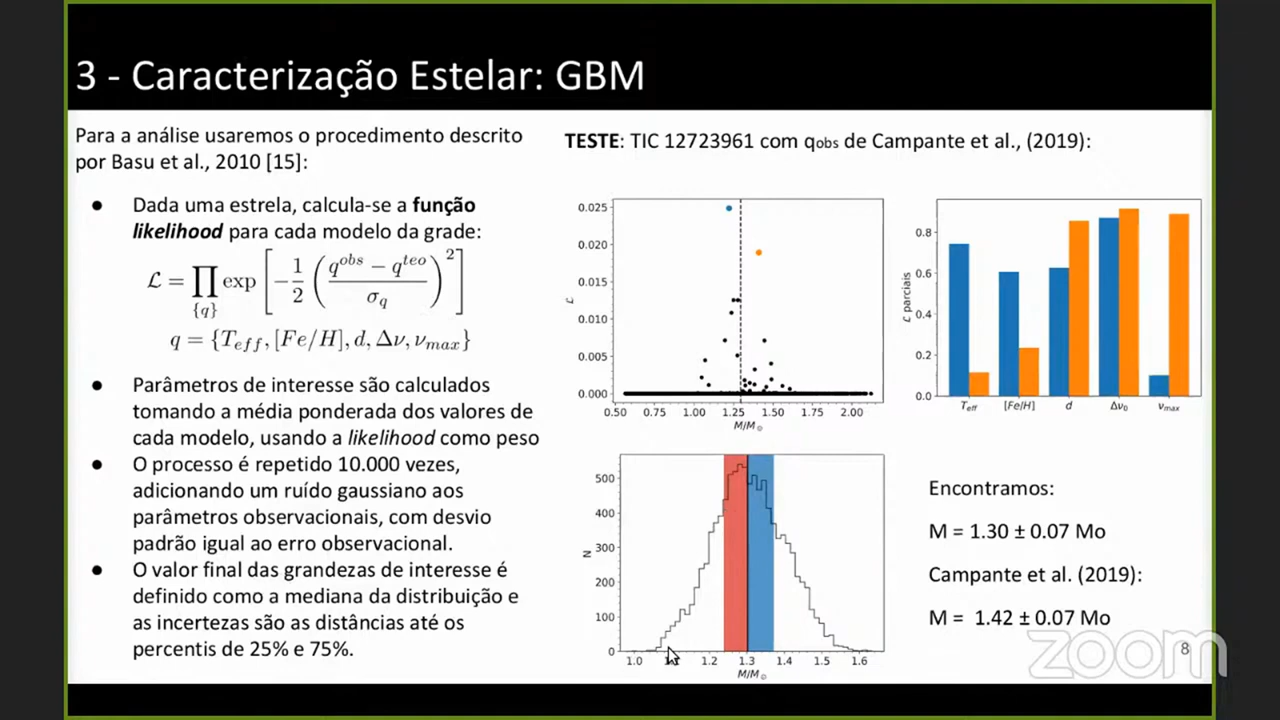 3 - Caracterização Estelar: GBM
Para a análise usaremos o procedimento descrito
por Basu et al., 2010 [15]:
● Dada uma estrela, calcula-se a função
likelihood para cada modelo da grade:
ℒ = ∏_{q} exp [ −1/2 ( (q^{obs} − q^{teo}) / σ_q )^2 ]
q = {T_{eff}, [Fe/H], d, Δν, ν_{max}}
● Parâmetros de interesse são calculados
tomando a média ponderada dos valores de
cada modelo, usando a likelihood como peso
● O processo é repetido 10.000 vezes,
adicionando um ruído gaussiano aos
parâmetros observacionais, com desvio
padrão igual ao erro observacional.
● O valor final das grandezas de interesse é
definido como a mediana da distribuição e
as incertezas são as distâncias até os
percentis de 25% e 75%.
TESTE: TIC 12723961 com qobs de Campante et al., (2019):
0.025
0.020
0.015
0.010
0.005
0.000
ℒ
0.50 0.75 1.00 1.25 1.50 1.75 2.00
M/M☉
0.8
0.6
0.4
0.2
0.0
ℒ parciais
T_{eff} [Fe/H] d Δν₀ ν_{max}
500
400
300
200
100
0
N
1.0 1.2 1.3 1.4 1.5 1.6
M/M☉
Encontramos:
M = 1.30 ± 0.07 Mo
Campante et al. (2019):
M = 1.42 ± 0.07 Mo
zoom
8